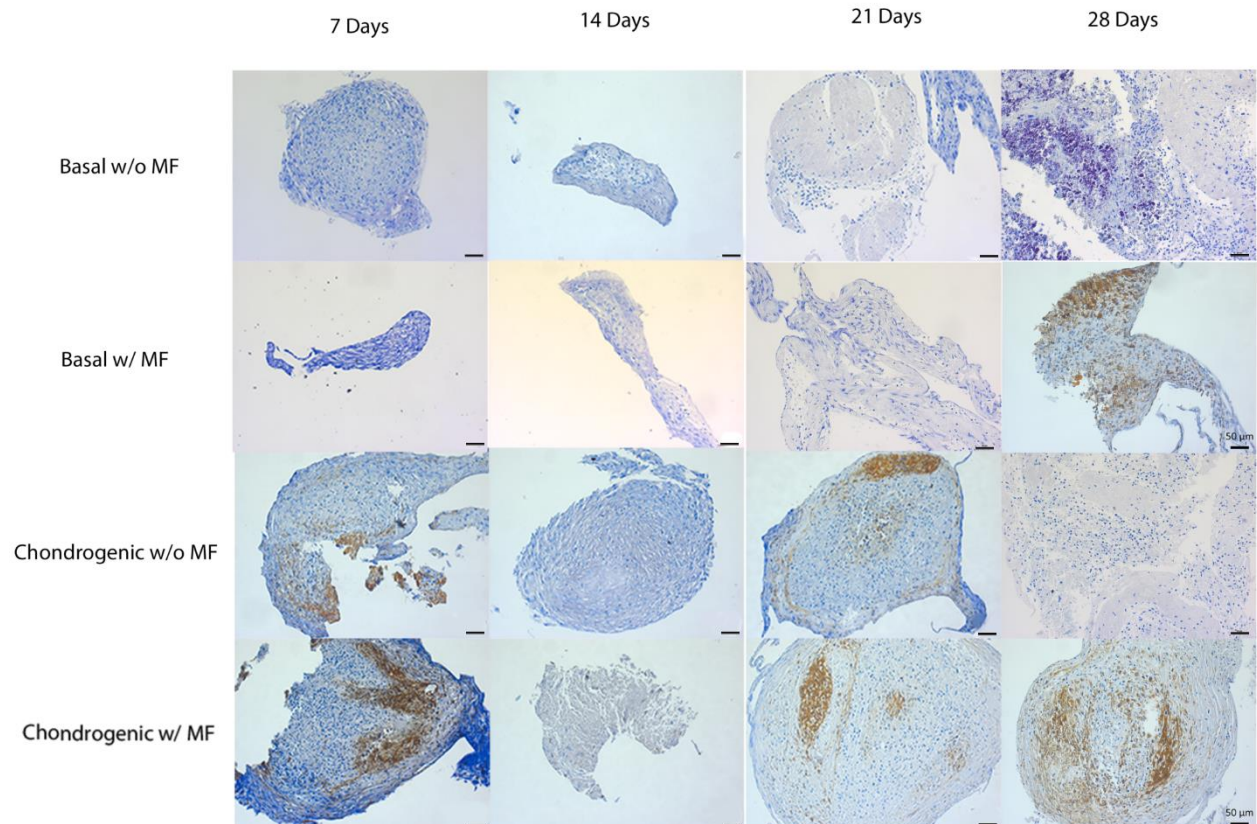 7 Days
14 Days
21 Days
28 Days
Basal w/o MF
Basal w/ MF
50 µm
Chondrogenic w/o MF
Chondrogenic w/ MF
50 µm